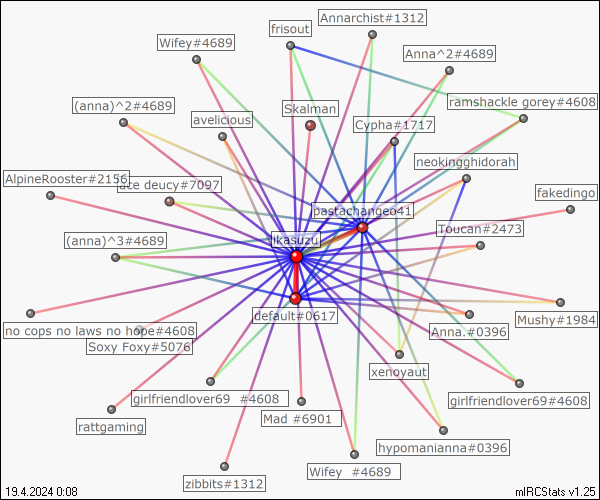 Annarchist#1312
frisout
Wifey#4689
Anna^2#4689
(anna)^2#4689
ramshackle gorey#4608
Skalman
avelicious
Cypha#1717
neokingghidorah
AlpineRooster#2156
ace deucy#7097
fakedingo
pastachangeo41
Toucan#2473
(anna)^3#4689
ikasuzu
default#0617
Mushy#1984
no cops no laws no hope#4608
Anna.#0396
Soxy Foxy#5076
xenoyaut
girlfriendlover69 #4608
girlfriendlover69#4608
Mad #6901
rattgaming
hypomanianna#0396
Wifey #4689
zibbits#1312
19.4.2024 0:08
mIRCStats v1.25